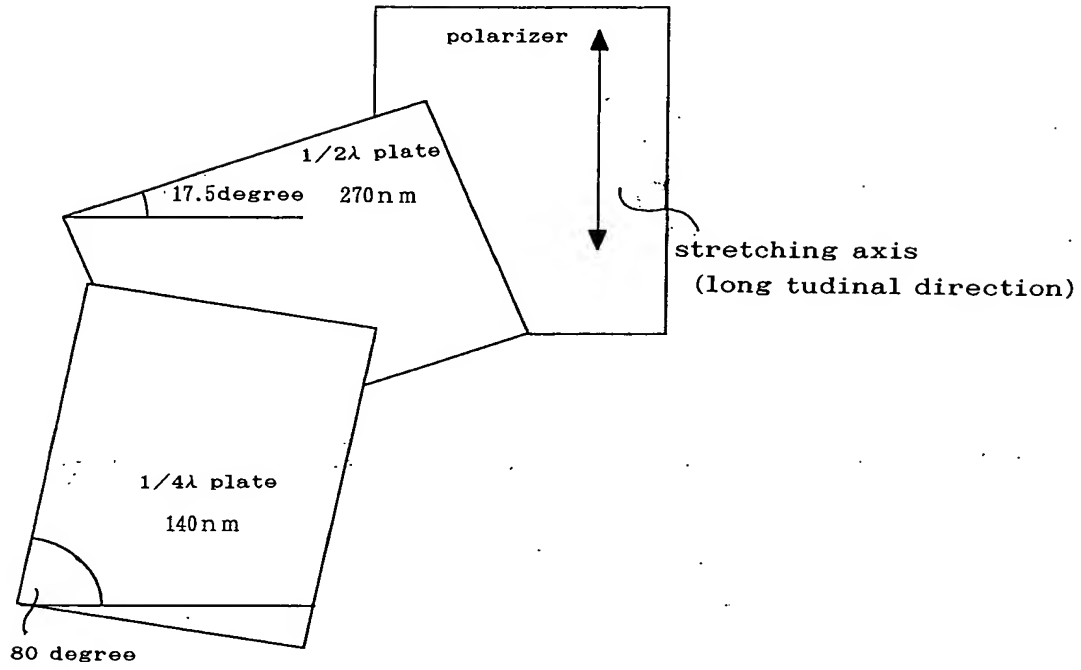 polarizer
1/2λ plate
17.5degree 270nm
stretching axis
(long tudinal direction)
1/4λ plate
140nm
80 degree